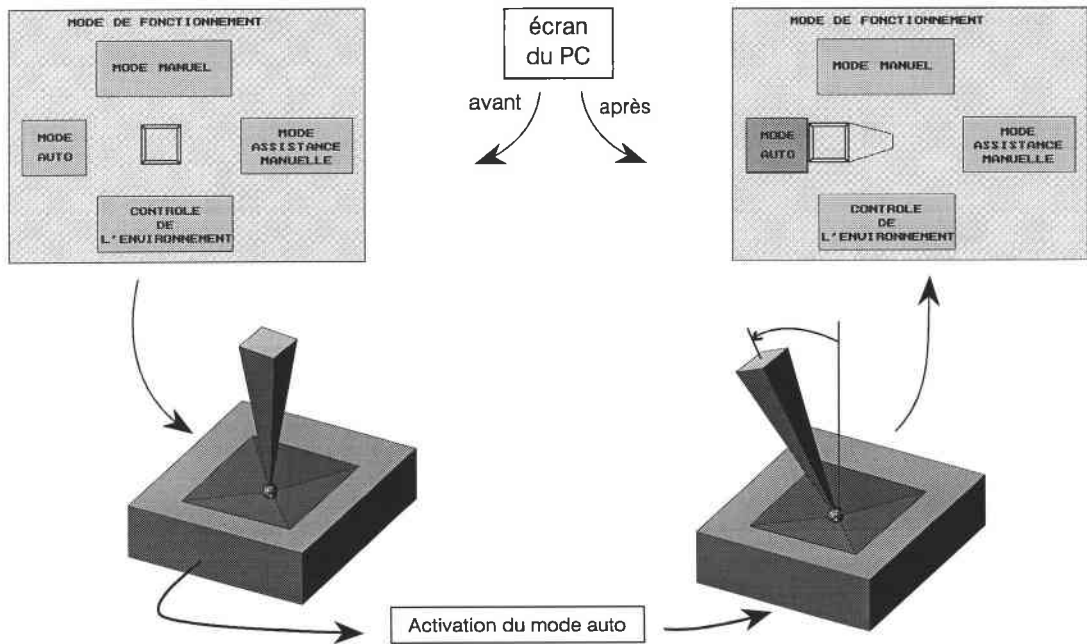 MODE DE FONCTIONNEMENT
MODE MANUEL
MODE
AUTO
MODE
ASSISTANCE
MANUELLE
CONTROLE
DE
L'ENVIRONNEMENT
écran
du PC
avant
après
MODE DE FONCTIONNEMENT
MODE MANUEL
MODE
AUTO
MODE
ASSISTANCE
MANUELLE
CONTROLE
DE
L'ENVIRONNEMENT
Activation du mode auto